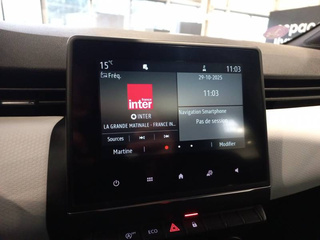 15°
11:03
Fréq.
29-10-2025
inter
11:03
INTER
Navigation Smartphone
LA GRANDE MATINALE - FRANCE IN...
Pas de
Sources
Martine
Modifier
ECO